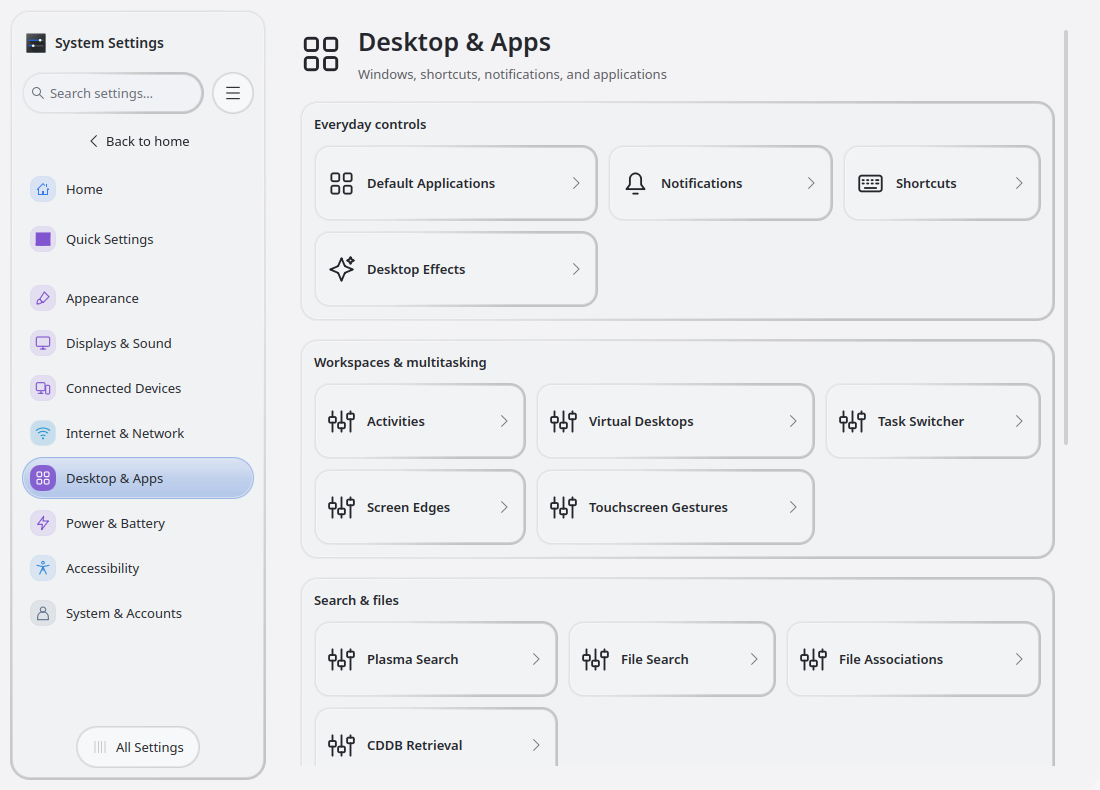 System Settings
Search settings...
Back to home
Home
Quick Settings
Appearance
Displays & Sound
Connected Devices
Internet & Network
Desktop & Apps
Power & Battery
Accessibility
System & Accounts
All Settings
Desktop & Apps
Windows, shortcuts, notifications, and applications
Everyday controls
Default Applications
Notifications
Shortcuts
Desktop Effects
Workspaces & multitasking
Activities
Virtual Desktops
Task Switcher
Screen Edges
Touchscreen Gestures
Search & files
Plasma Search
File Search
File Associations
CDDB Retrieval